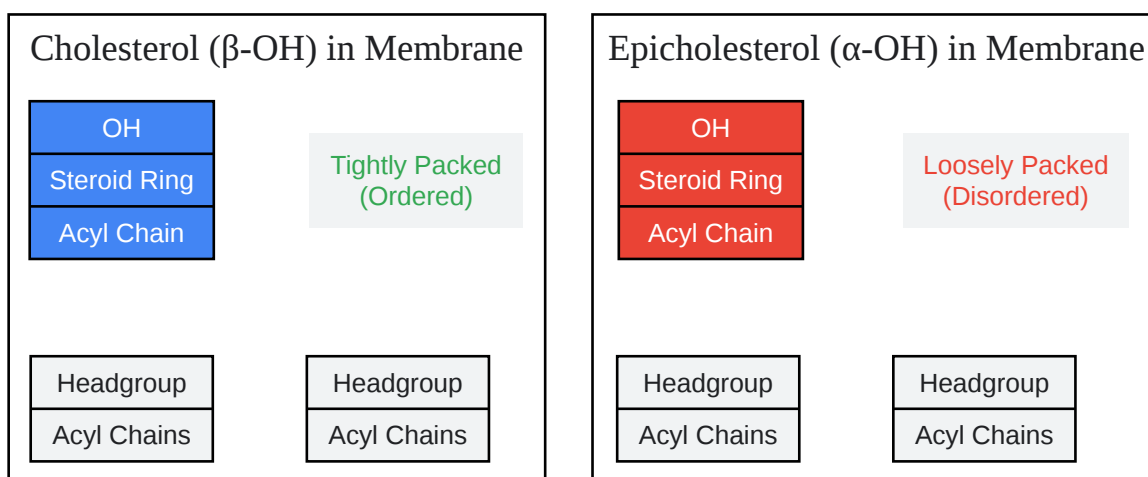 Cholesterol (β-OH) in Membrane
OH
Steroid Ring
Acyl Chain
Tightly Packed
(Ordered)
Headgroup
Acyl Chains
Headgroup
Acyl Chains
Epicholesterol (α-OH) in Membrane
OH
Steroid Ring
Acyl Chain
Loosely Packed
(Disordered)
Headgroup
Acyl Chains
Headgroup
Acyl Chains